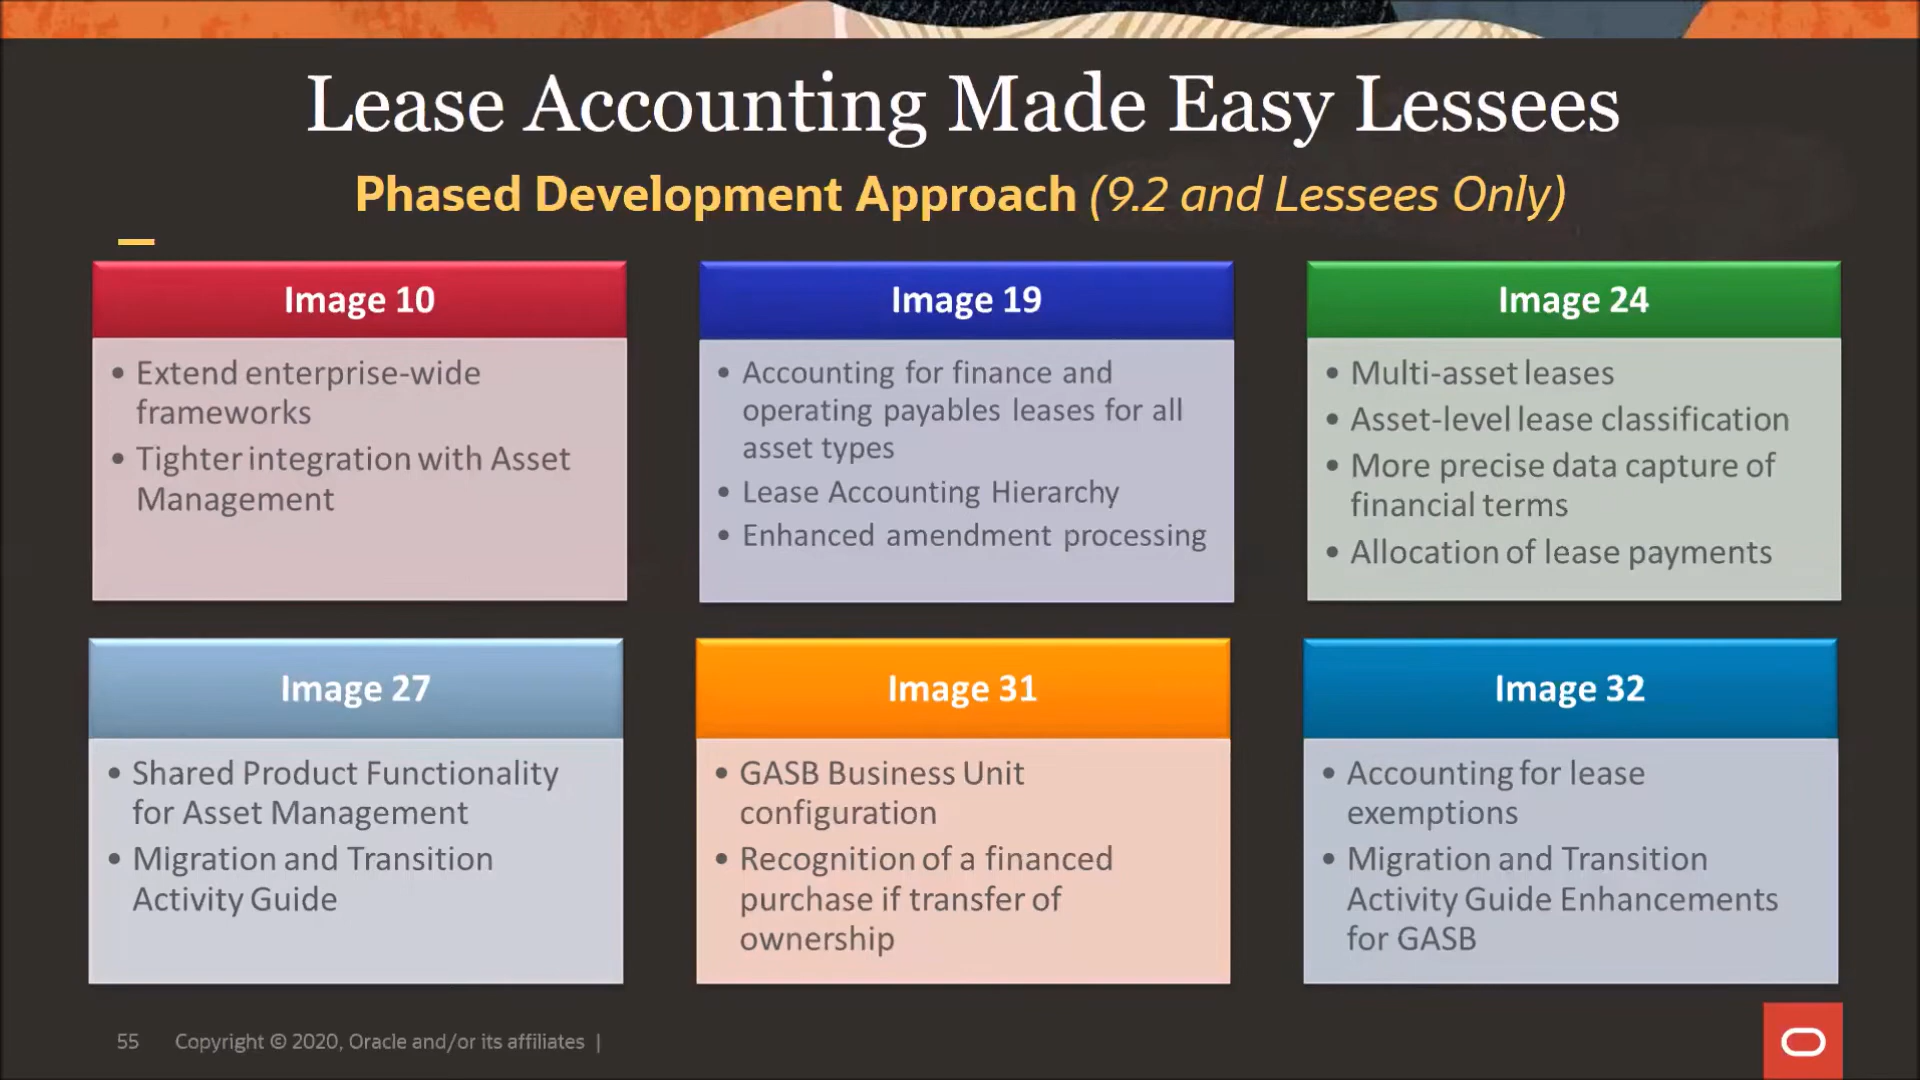 Lease Accounting Made Easy Lessees
Phased Development Approach (9.2 and Lessees Only)
Image 10
• Extend enterprise-wide
frameworks
• Tighter integration with Asset
Management
Image 19
• Accounting for finance and
operating payables leases for all
asset types
• Lease Accounting Hierarchy
• Enhanced amendment processing
Image 24
• Multi-asset leases
• Asset-level lease classification
• More precise data capture of
financial terms
• Allocation of lease payments
Image 27
• Shared Product Functionality
for Asset Management
• Migration and Transition
Activity Guide
Image 31
• GASB Business Unit
configuration
• Recognition of a financed
purchase if transfer of
ownership
Image 32
• Accounting for lease
exemptions
• Migration and Transition
Activity Guide Enhancements
for GASB
55 Copyright © 2020, Oracle and/or its affiliates |